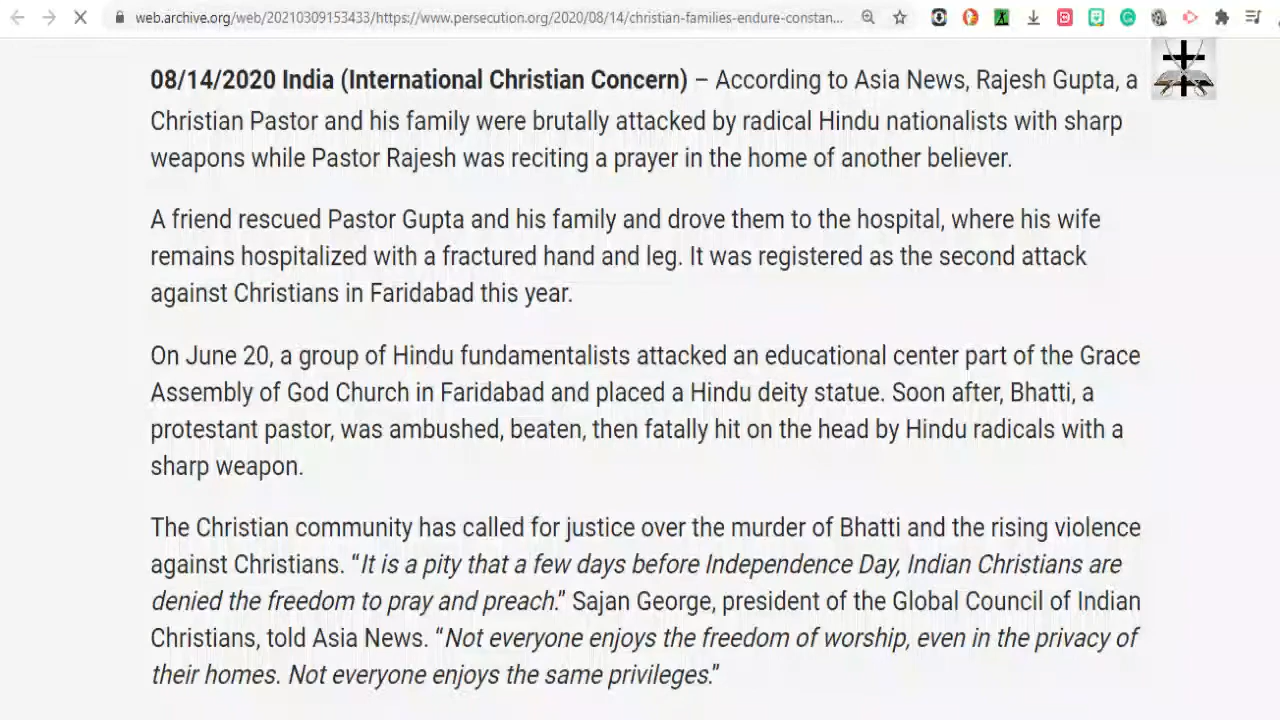 web.archive.org/web/20210309153433/https://www.persecution.org/2020/08/14/christian-families-endure-constan...
08/14/2020 India (International Christian Concern) – According to Asia News, Rajesh Gupta, a
Christian Pastor and his family were brutally attacked by radical Hindu nationalists with sharp
weapons while Pastor Rajesh was reciting a prayer in the home of another believer.
A friend rescued Pastor Gupta and his family and drove them to the hospital, where his wife
remains hospitalized with a fractured hand and leg. It was registered as the second attack
against Christians in Faridabad this year.
On June 20, a group of Hindu fundamentalists attacked an educational center part of the Grace
Assembly of God Church in Faridabad and placed a Hindu deity statue. Soon after, Bhatti, a
protestant pastor, was ambushed, beaten, then fatally hit on the head by Hindu radicals with a
sharp weapon.
The Christian community has called for justice over the murder of Bhatti and the rising violence
against Christians. “It is a pity that a few days before Independence Day, Indian Christians are
denied the freedom to pray and preach.” Sajan George, president of the Global Council of Indian
Christians, told Asia News. “Not everyone enjoys the freedom of worship, even in the privacy of
their homes. Not everyone enjoys the same privileges.”